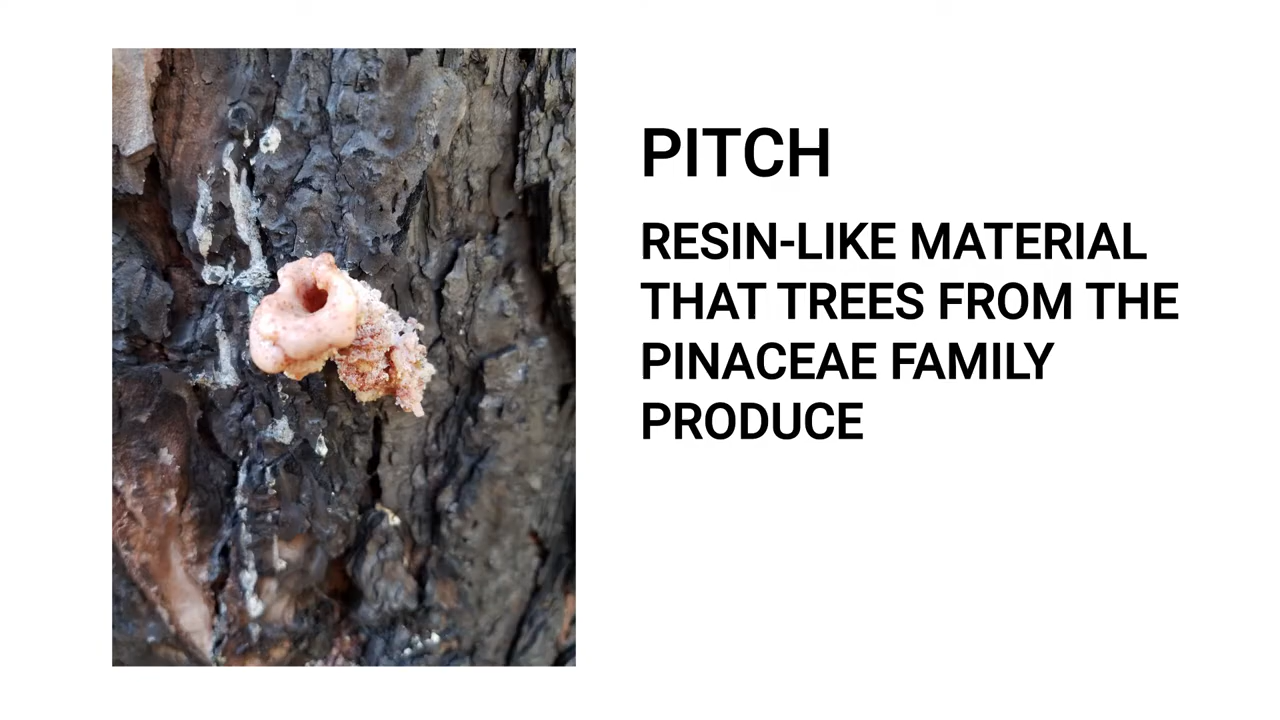 PITCH
RESIN-LIKE MATERIAL
THAT TREES FROM THE
PINACEAE FAMILY
PRODUCE